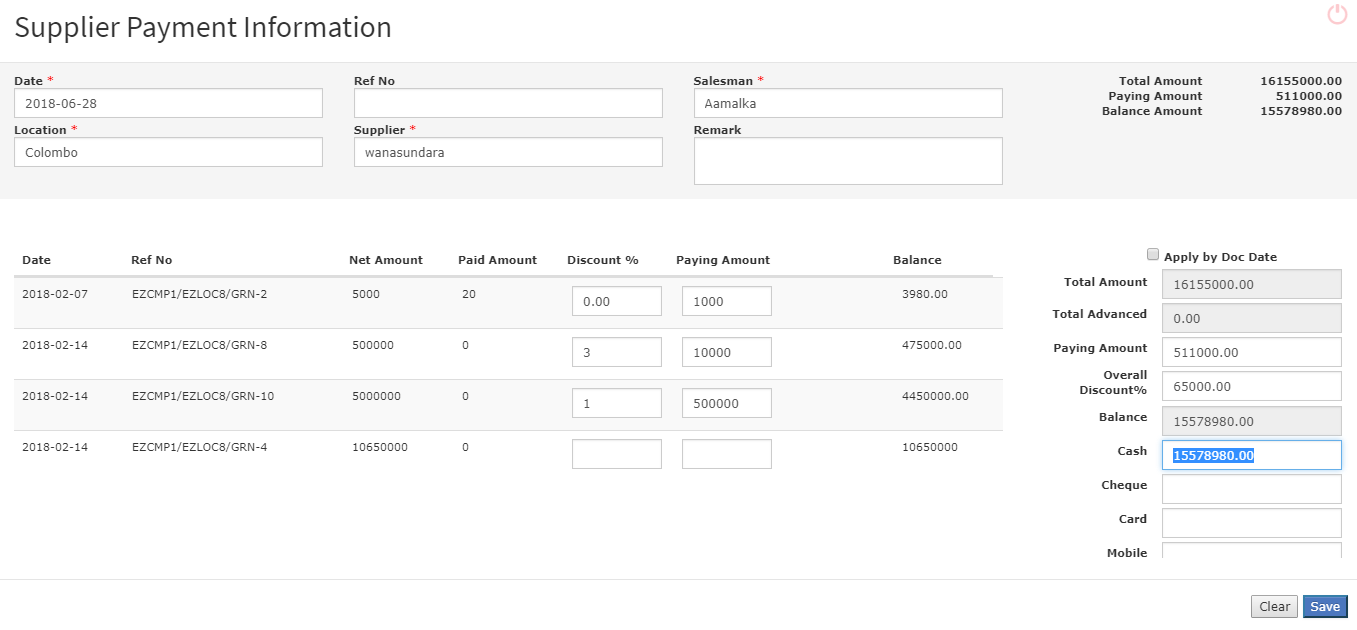 Supplier Payment Information
Date * Ref No Salesman * Total Amount 16155000.00
2018-06-28 Aamalka Paying Amount 511000.00
Balance Amount 15578980.00
Location * Supplier * Remark
Colombo wanasundara
Date Ref No Net Amount Paid Amount Discount % Paying Amount Balance
2018-02-07 EZCMP1/EZLOC8/GRN-2 5000 20 0.00 1000 3980.00
2018-02-14 EZCMP1/EZLOC8/GRN-8 500000 0 3 10000 475000.00
2018-02-14 EZCMP1/EZLOC8/GRN-10 5000000 0 1 500000 4450000.00
2018-02-14 EZCMP1/EZLOC8/GRN-4 10650000 0 10650000
Apply by Doc Date
Total Amount 16155000.00
Total Advanced 0.00
Paying Amount 511000.00
Overall
Discount% 65000.00
Balance 15578980.00
Cash 15578980.00
Cheque
Card
Mobile
Clear Save